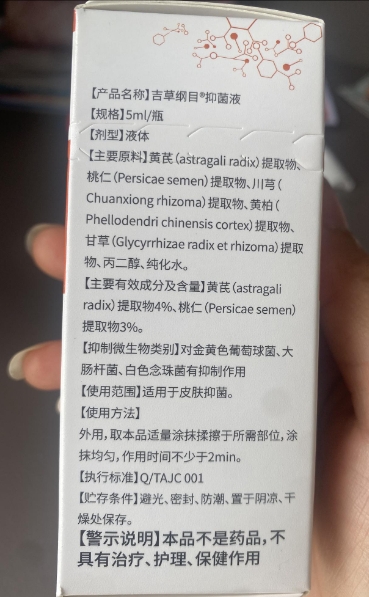 【产品名称】吉草纲目®抑菌液
【规格】5ml/瓶
【剂型】液体
【主要原料】黄芪(astragali radix)提取物、
桃仁(Persicae semen)提取物、川芎(
Chuanxiong rhizoma)提取物、黄柏(
Phellodendri chinensis cortex)提取物、
甘草(Glycyrrhizae radix et rhizoma)提取
物、丙二醇、纯化水。
【主要有效成分及含量】黄芪(astragali
radix)提取物4%、桃仁(Persicae semen)
提取物3%。
【抑制微生物类别】对金黄色葡萄球菌、大
肠杆菌、白色念珠菌有抑制作用
【使用范围】适用于皮肤抑菌。
【使用方法】
外用,取本品适量涂抹揉擦于所需部位,涂
抹均匀,作用时间不少于2min。
【执行标准】Q/TAJC 001
【贮存条件】避光、密封、防潮、置于阴凉、干
燥处保存。
【警示说明】本品不是药品,不
具有治疗、护理、保健作用